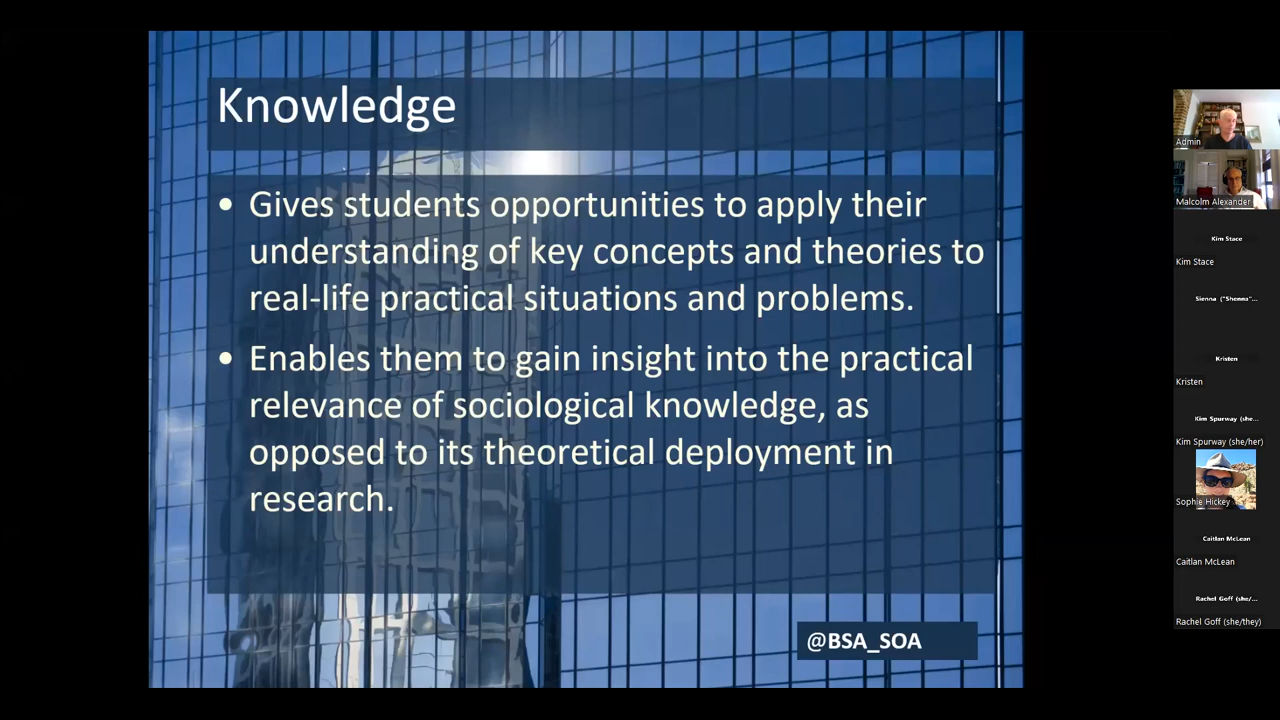 Knowledge
• Gives students opportunities to apply their
understanding of key concepts and theories to
real-life practical situations and problems.
• Enables them to gain insight into the practical
relevance of sociological knowledge, as
opposed to its theoretical deployment in
research.
@BSA_SOA
Admin
Malcolm Alexander
Kim Stace
Kim Stace
Sienna ("Shenna"...
Kristen
Kristen
Kim Spurway (she...
Kim Spurway (she/her)
Sophie Hickey
Caitlan McLean
Caitlan McLean
Rachel Goff (she/...
Rachel Goff (she/they)